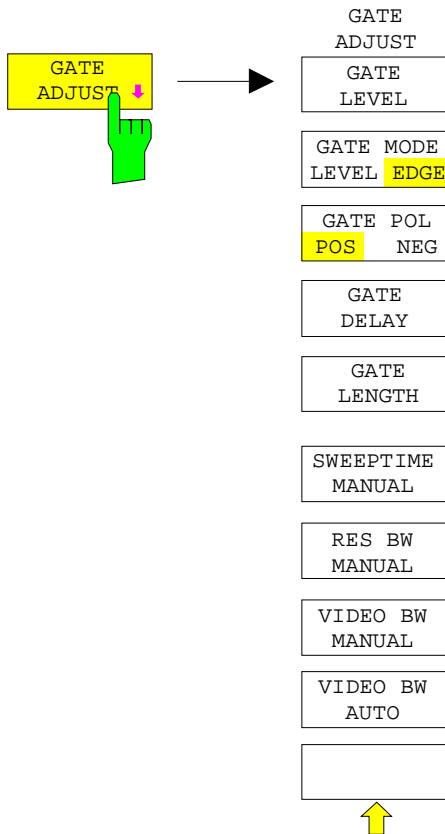 GATE
ADJUST
GATE
ADJUST
GATE
LEVEL
GATE MODE
LEVEL EDGE
GATE POL
POS NEG
GATE
DELAY
GATE
LENGTH
SWEEPTIME
MANUAL
RES BW
MANUAL
VIDEO BW
MANUAL
VIDEO BW
AUTO